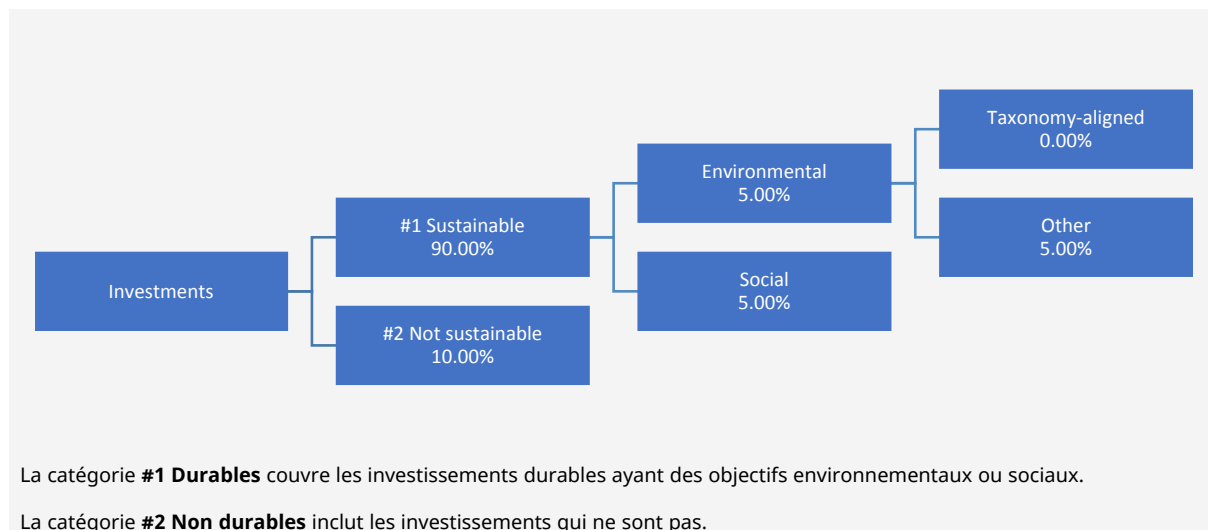 Taxonomy-aligned
0.00%
Environmental
5.00%
#1 Sustainable
90.00%
Other
5.00%
Investments
Social
5.00%
#2 Not sustainable
10.00%
La catégorie #1 Durables couvre les investissements durables ayant des objectifs environnementaux ou sociaux.
La catégorie #2 Non durables inclut les investissements qui ne sont pas.